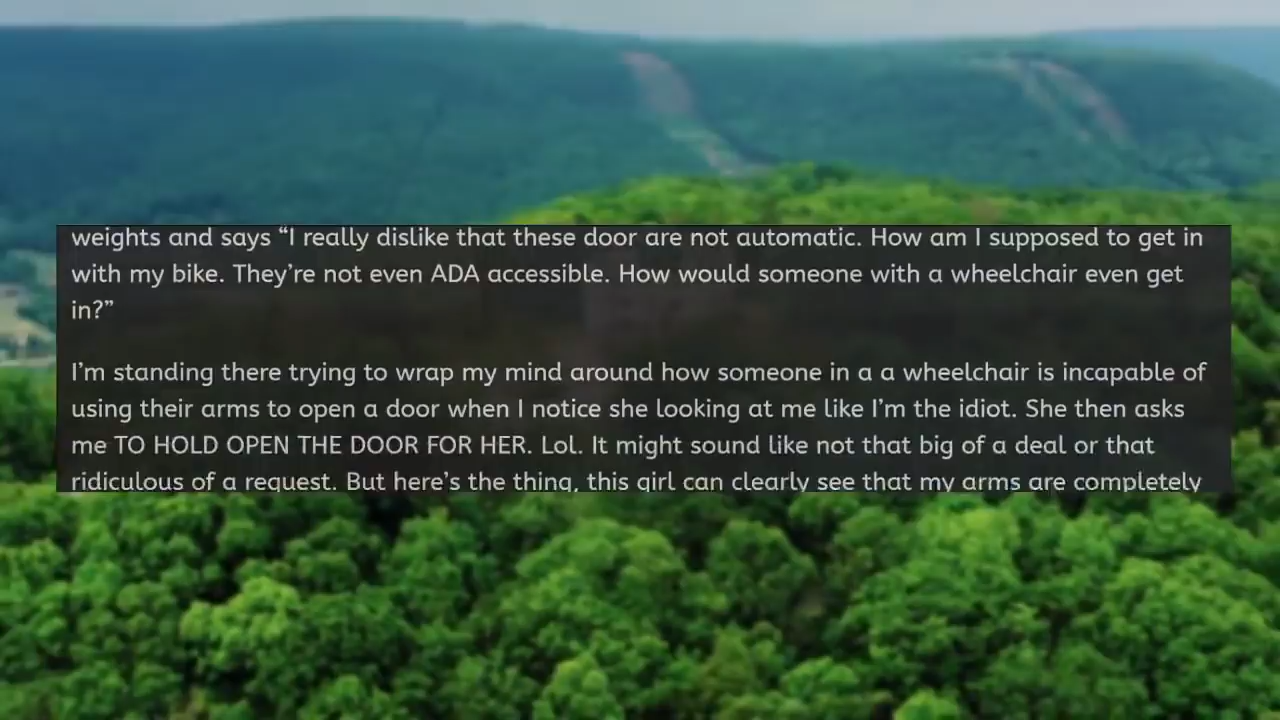 weights and says “I really dislike that these door are not automatic. How am I supposed to get in
with my bike. They’re not even ADA accessible. How would someone with a wheelchair even get
in?”
I’m standing there trying to wrap my mind around how someone in a a wheelchair is incapable of
using their arms to open a door when I notice she looking at me like I’m the idiot. She then asks
me TO HOLD OPEN THE DOOR FOR HER. Lol. It might sound like not that big of a deal or that
ridiculous of a request. But here’s the thing, this girl can clearly see that my arms are completely